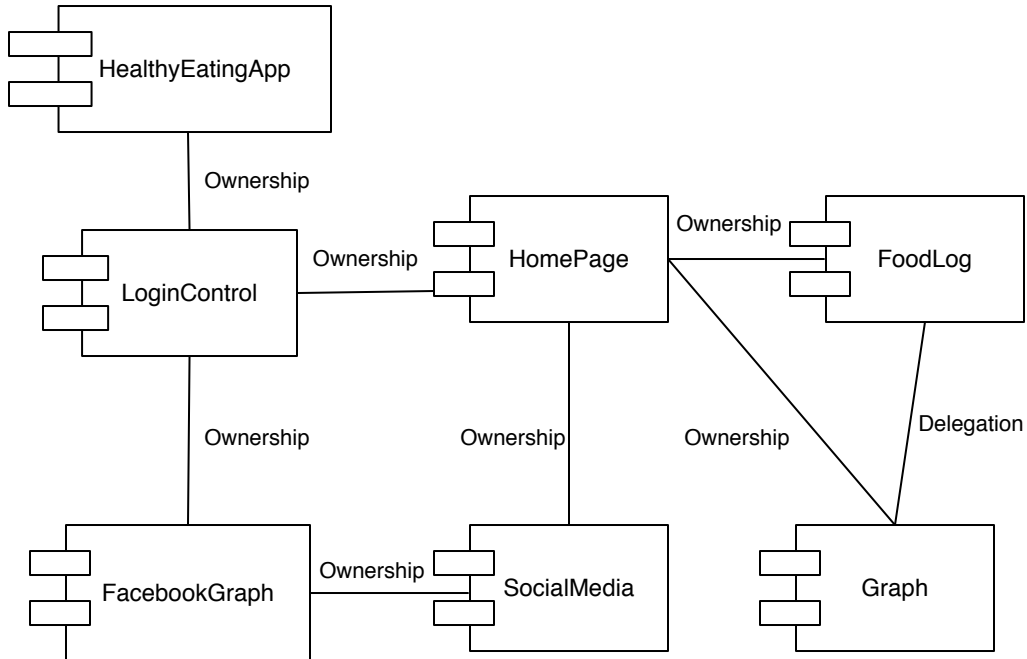 HealthyEatingApp
Ownership
LoginControl
Ownership
HomePage
Ownership
FoodLog
Ownership
Ownership
Ownership
Delegation
FacebookGraph
Ownership
SocialMedia
Graph